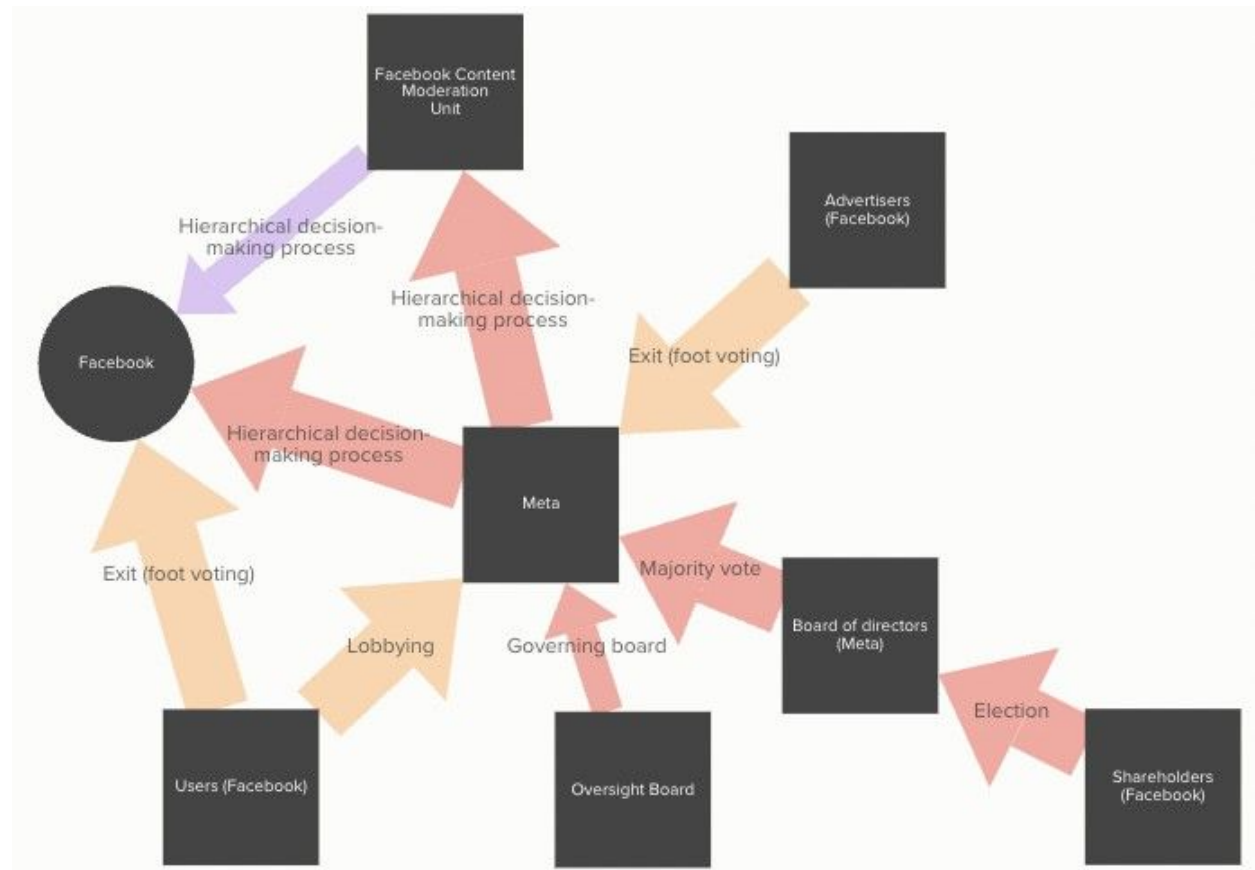 Facebook Content
Moderation
Unit
Advertisers
(Facebook)
Hierarchical decision-
making process
Hierarchical decision-
making process
Exit (foot voting)
Facebook
Hierarchical decision-
making process
Meta
Majority vote
Exit (foot voting)
Lobbying
Governing board
Board of directors
(Meta)
Election
Users (Facebook)
Oversight Board
Shareholders
(Facebook)